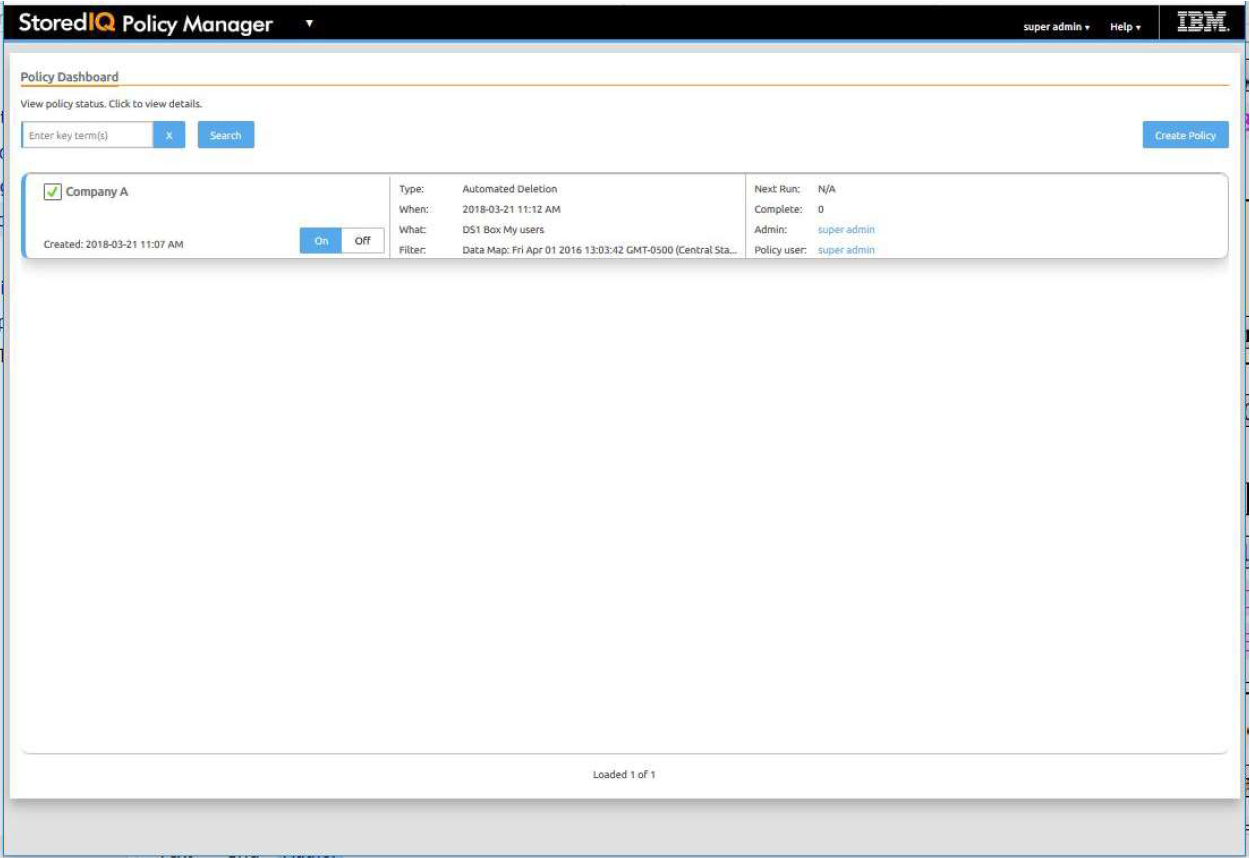 StoredIQ Policy Manager ▼
super admin ▾ Help ▾ IBM.
Policy Dashboard
View policy status. Click to view details.
Enter key term(s) X Search Create Policy
Company A
Created: 2018-03-21 11:07 AM On Off
Type: Automated Deletion
When: 2018-03-21 11:12 AM
What: DS1 Box My users
Filter: Data Map: Fri Apr 01 2016 13:03:42 GMT-0500 (Central Sta...
Next Run: N/A
Complete: 0
Admin: super admin
Policy user: super admin
Loaded 1 of 1